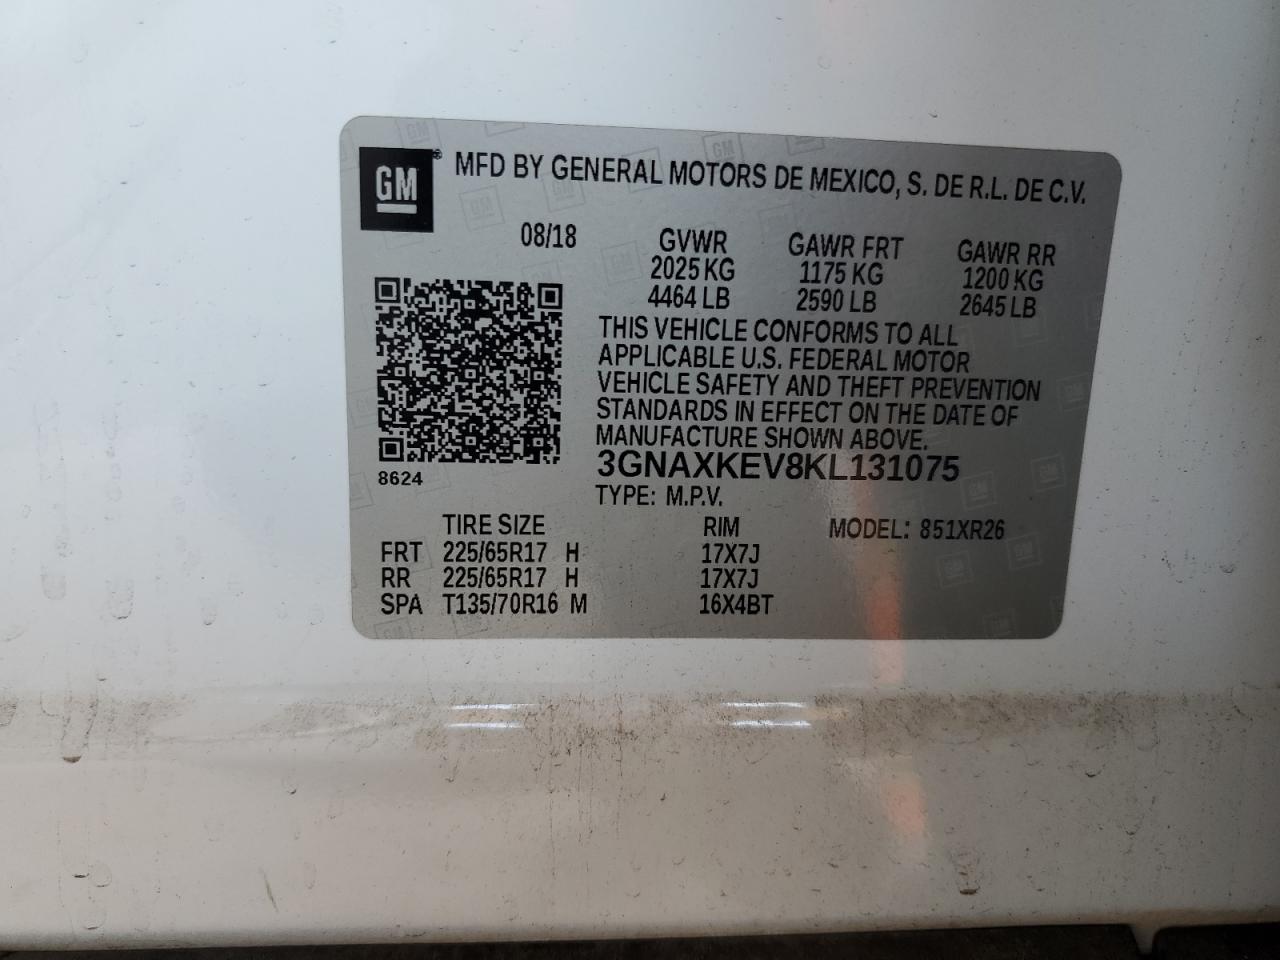 GM® MFD BY GENERAL MOTORS DE MEXICO, S. DE R.L. DE C.V.
08/18 GVWR GAWR FRT GAWR RR
2025 KG 1175 KG 1200 KG
4464 LB 2590 LB 2645 LB
THIS VEHICLE CONFORMS TO ALL
APPLICABLE U.S. FEDERAL MOTOR
VEHICLE SAFETY AND THEFT PREVENTION
STANDARDS IN EFFECT ON THE DATE OF
MANUFACTURE SHOWN ABOVE.
3GNAXKEV8KL131075
8624
TYPE: M.P.V.
TIRE SIZE RIM MODEL: 851XR26
FRT 225/65R17 H 17X7J
RR 225/65R17 H 17X7J
SPA T135/70R16 M 16X4BT